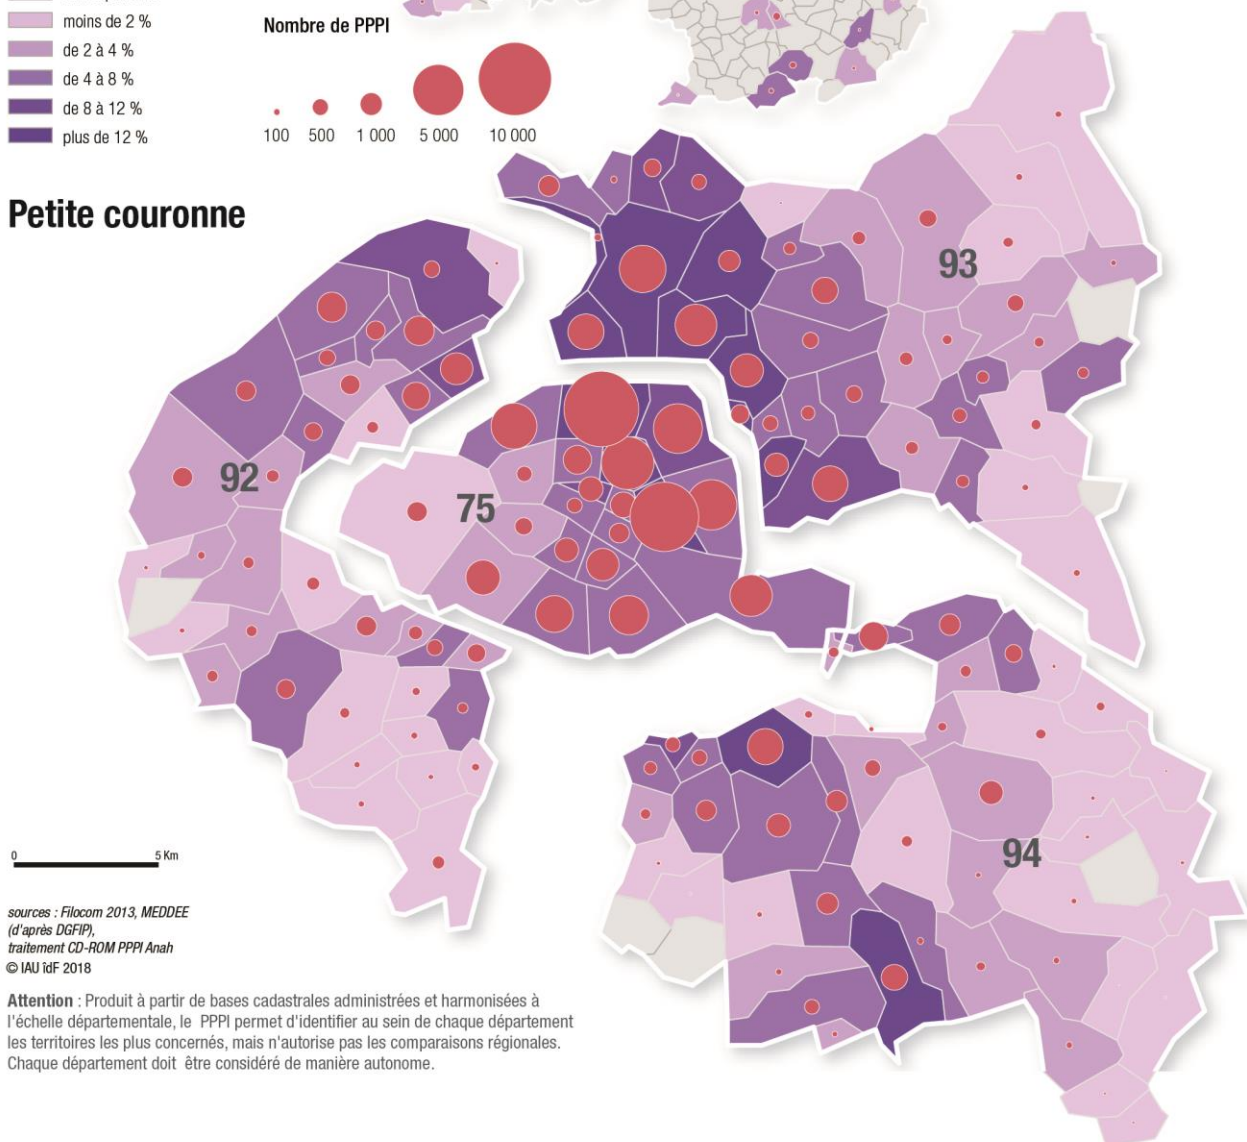 moins de 2 %
de 2 à 4 %
de 4 à 8 %
de 8 à 12 %
plus de 12 %
Nombre de PPPI
100 500 1 000 5 000 10 000
Petite couronne
93
92
75
94
0 5 Km
sources : Filocom 2013, MEDDEE
(d'après DGFIP),
traitement CD-ROM PPPI Anah
© IAU îdF 2018
Attention : Produit à partir de bases cadastrales administrées et harmonisées à
l'échelle départementale, le PPPI permet d'identifier au sein de chaque département
les territoires les plus concernés, mais n'autorise pas les comparaisons régionales.
Chaque département doit être considéré de manière autonome.